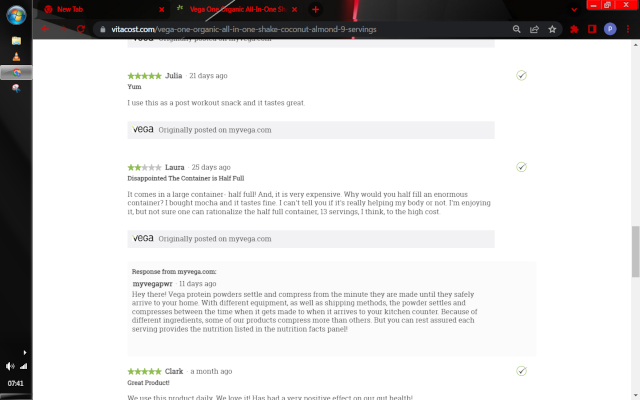 New Tab
Vega One Organic All-In-One Sh
vitacost.com/vega-one-organic-all-in-one-shake-coconut-almond-9-servings
P
vega Originally posted on myvega.com
Julia · 21 days ago
Yum
I use this as a post workout snack and it tastes great.
vega Originally posted on myvega.com
Laura · 25 days ago
Disappointed The Container is Half Full
It comes in a large container- half full! And, it is very expensive. Why would you half fill an enormous
container? I bought mocha and it tastes fine. I can't tell you if it's really helping my body or not. I'm enjoying
it, but not sure one can rationalize the half full container, 13 servings, I think, to the high cost.
vega Originally posted on myvega.com
Response from myvega.com:
myvegapwr · 11 days ago
Hey there! Vega protein powders settle and compress from the minute they are made until they safely
arrive to your home. With different equipment, as well as shipping methods, the powder settles and
compresses between the time when it gets made to when it arrives to your kitchen counter. Because of
different ingredients, some of our products compress more than others. But you can rest assured each
serving provides the nutrition listed in the nutrition facts panel!
Clark · a month ago
Great Product!
We use this product daily. We love it! Has had a very positive effect on our gut health!
07:41